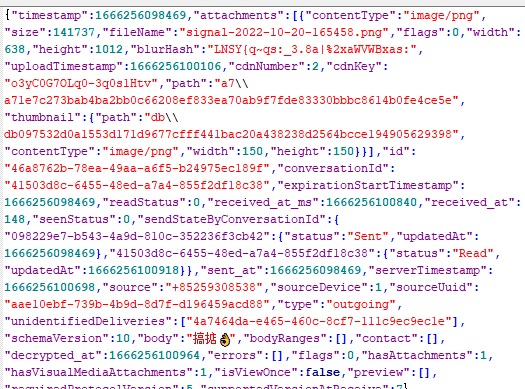 {"timestamp":1666256098469,"attachments":[{"contentType":"image/png",
"size":141737,"fileName":"signal-2022-10-20-165458.png","flags":0,"width":
638,"height":1012,"blurHash":"LNSY{q~qs:_3.8a|%2xaWVWBxas:",
"uploadTimestamp":1666256100106,"cdnNumber":2,"cdnKey":
"o3yC0G7OLq0-3q0slHtv","path":"a7\\
a71e7c273bab4ba2bb0c66208ef833ea70ab9f7fde83330bbbc8614b0fe4ce5e",
"thumbnail":{"path":"db\\
db097532d0a1553d171d9677cfff441bac20a438238d2564bcce194905629398",
"contentType":"image/png","width":150,"height":150}}],"id":
"46a8762b-78ea-49aa-a6f5-b24975ec189f","conversationId":
"41503d8c-6455-48ed-a7a4-855f2df18c38","expirationStartTimestamp":
1666256098469,"readStatus":0,"received_at_ms":1666256100840,"received_at":
148,"seenStatus":0,"sendStateByConversationId":{
"098229e7-b543-4a9d-810c-352236f3cb42":{"status":"Sent","updatedAt":
1666256098469},"41503d8c-6455-48ed-a7a4-855f2df18c38":{"status":"Read",
"updatedAt":1666256100918}},"sent_at":1666256098469,"serverTimestamp":
1666256100698,"source":"+85259308538","sourceDevice":1,"sourceUuid":
"aae10ebf-739b-4b9d-8d7f-d196459acd88","type":"outgoing",
"unidentifiedDeliveries":["4a7464da-e465-460c-8cf7-111c9ec9ec1e"],
"schemaVersion":10,"body":"搞掂👌","bodyRanges":[],"contact":[],
"decrypted_at":1666256100964,"errors":[],"flags":0,"hasAttachments":1,
"hasVisualMediaAttachments":1,"isViewOnce":false,"preview":[],
"requiredProtocolVersion":5,"supportedVersionAtReceive":7